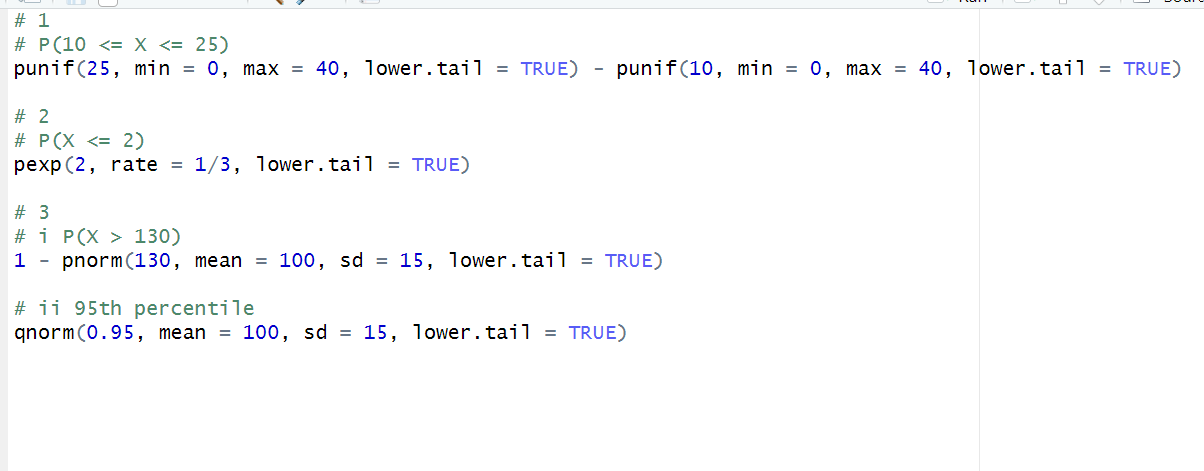 # 1
# P(10 <= X <= 25)
punif(25, min = 0, max = 40, lower.tail = TRUE) - punif(10, min = 0, max = 40, lower.tail = TRUE)
# 2
# P(X <= 2)
pexp(2, rate = 1/3, lower.tail = TRUE)
# 3
# i P(X > 130)
1 - pnorm(130, mean = 100, sd = 15, lower.tail = TRUE)
# ii 95th percentile
qnorm(0.95, mean = 100, sd = 15, lower.tail = TRUE)